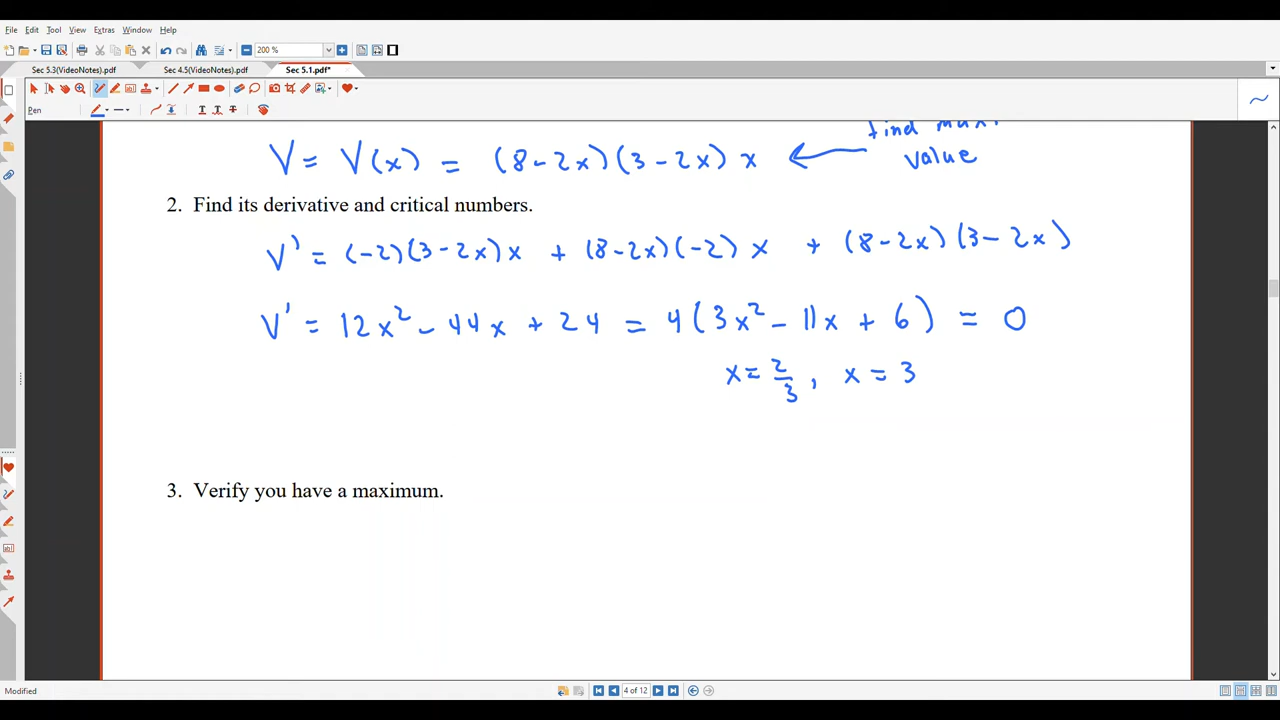 File Edit Tool View Extras Window Help
200 %
Sec 5.3(VideoNotes).pdf Sec 4.5(VideoNotes).pdf Sec 5.1.pdf*
Pen
find max.
value
V = V(x) = (8-2x)(3-2x) x
2. Find its derivative and critical numbers.
V' = (-2)(3-2x)x + (8-2x)(-2) x + (8-2x)(3-2x)
V' = 12x² - 44x + 24 = 4(3x² - 11x + 6) = 0
x = 2/3, x = 3
3. Verify you have a maximum.
Modified
4 of 12